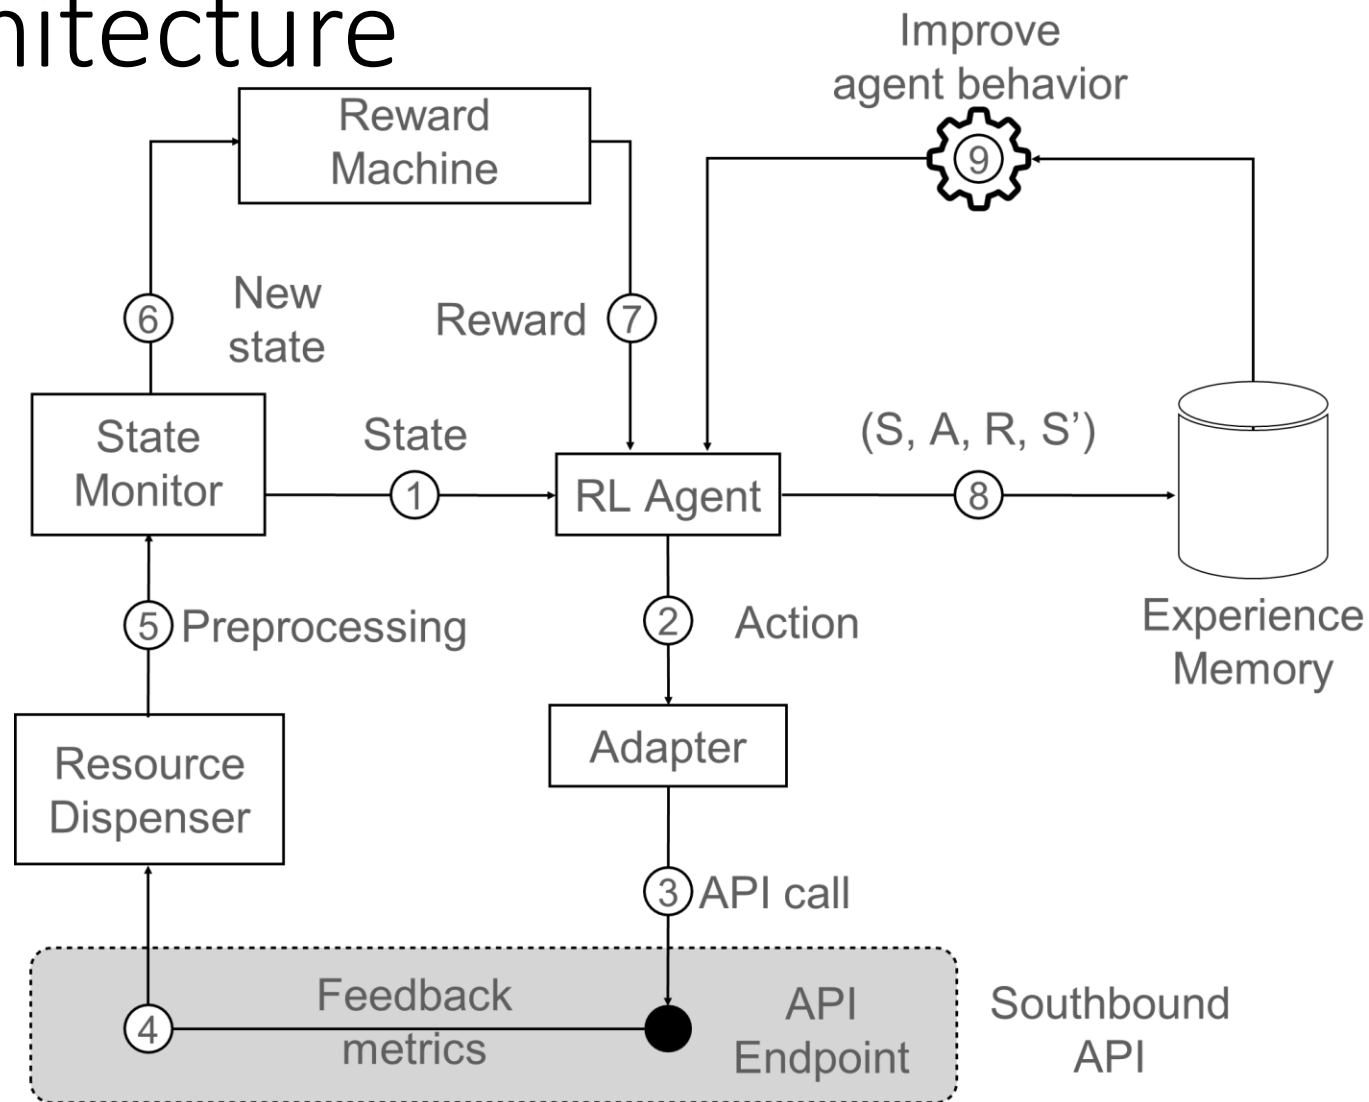 hitecture
Improve
agent behavior
Reward
Machine
9
6
New
state
Reward
7
State
Monitor
State
1
RL Agent
(S, A, R, S’)
8
5
Preprocessing
2
Action
Experience
Memory
Resource
Dispenser
Adapter
3
API call
4
Feedback
metrics
API
Endpoint
Southbound
API